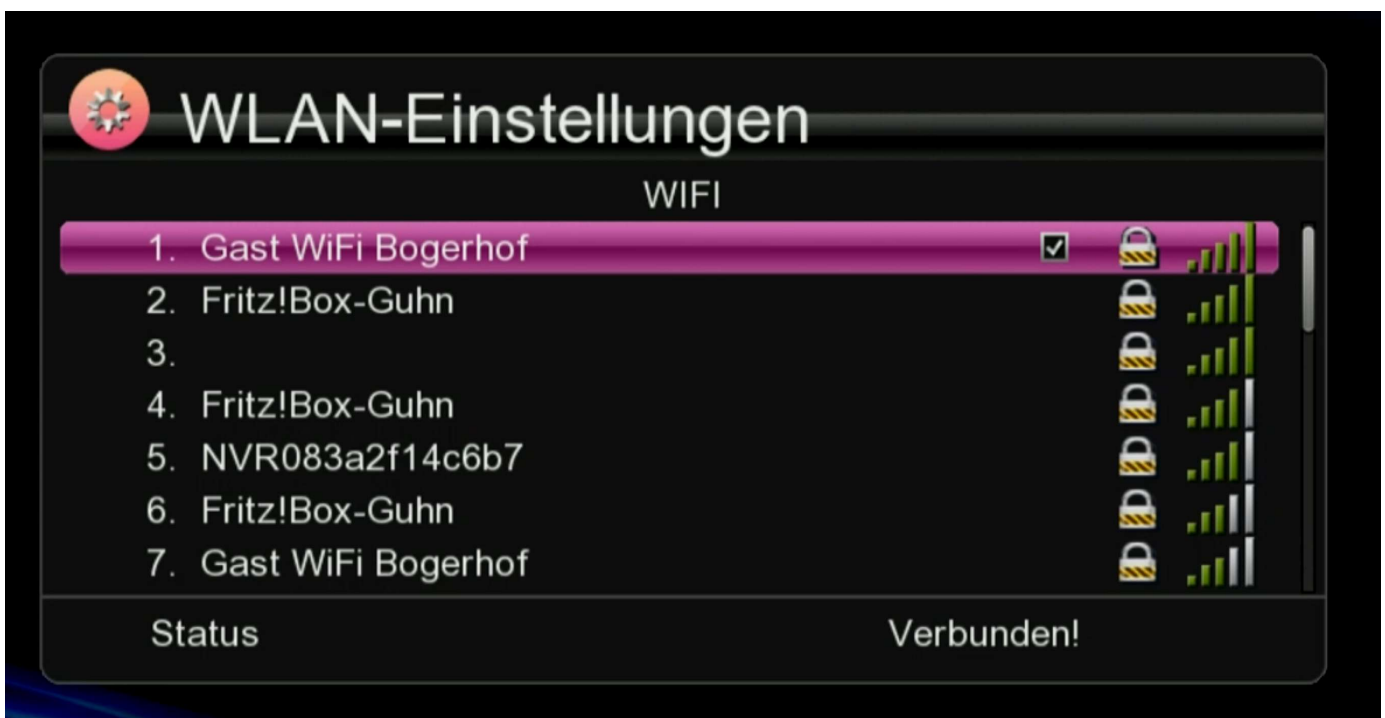 WLAN-Einstellungen
WIFI
1. Gast WiFi Bogerhof
2. Fritz!Box-Guhn
3.
4. Fritz!Box-Guhn
5. NVR083a2f14c6b7
6. Fritz!Box-Guhn
7. Gast WiFi Bogerhof
Status Verbunden!